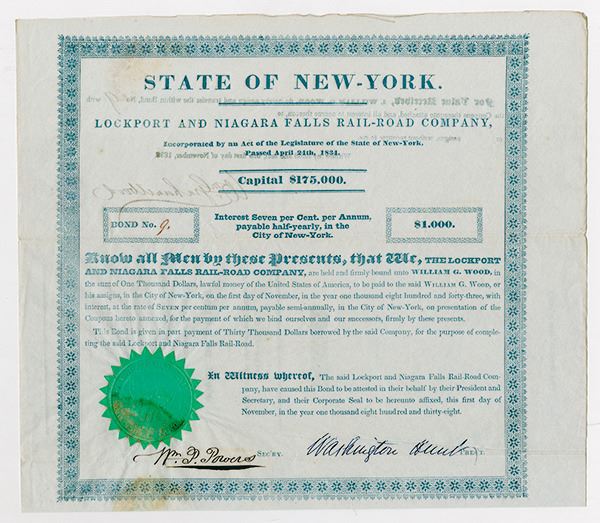 STATE OF NEW-YORK.
LOCKPORT AND NIAGARA FALLS RAIL-ROAD COMPANY,
Incorporated by an Act of the Legislature of the State of New-York,
Passed April 24th, 1834.
Capital $175,000.
BOND No. 9.
Interest Seven per Cent. per Annum,
payable half-yearly, in the
City of New-York.
$1.000.
Know all Men by these Presents, that We, THE LOCKPORT
AND NIAGARA FALLS RAIL-ROAD COMPANY, are held and firmly bound unto WILLIAM G. WOOD, in
the sum of One Thousand Dollars, lawful money of the United States of America, to be paid to the said WILLIAM G. WOOD, or
his assigns, in the City of New-York, on the first day of November, in the year one thousand eight hundred and forty-three, with
interest, at the rate of SEVEN per centum per annum, payable semi-annually, in the City of New-York, on presentation of the
Coupons hereto annexed, for the payment of which we bind ourselves and our successors, firmly by these presents.
This Bond is given in part payment of Thirty Thousand Dollars borrowed by the said Company, for the purpose of comple-
ting the said Lockport and Niagara Falls Rail-Road.
In Witness whereof, The said Lockport and Niagara Falls Rail-Road Com-
pany, have caused this Bond to be attested in their behalf by their President and
Secretary, and their Corporate Seal to be hereunto affixed, this first day of
November, in the year one thousand eight hundred and thirty-eight.
Wm. P. Powers SEC'RY. Washington Hunt